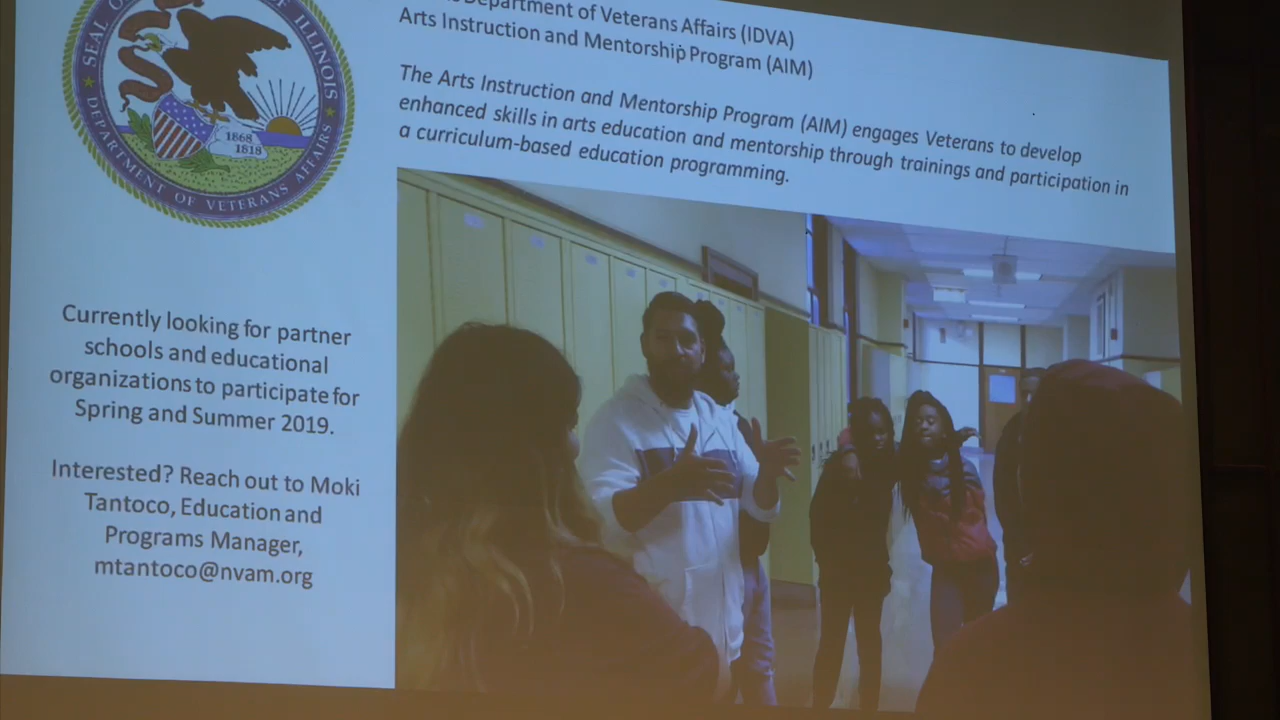 Department of Veterans Affairs (IDVA)
Arts Instruction and Mentorship Program (AIM)
The Arts Instruction and Mentorship Program (AIM) engages Veterans to develop
enhanced skills in arts education and mentorship through trainings and participation in
a curriculum-based education programming.
SEAL OF ILLINOIS
DEPARTMENT OF VETERANS AFFAIRS
1868
1818
Currently looking for partner
schools and educational
organizations to participate for
Spring and Summer 2019.
Interested? Reach out to Moki
Tantoco, Education and
Programs Manager,
mtantoco@nvam.org